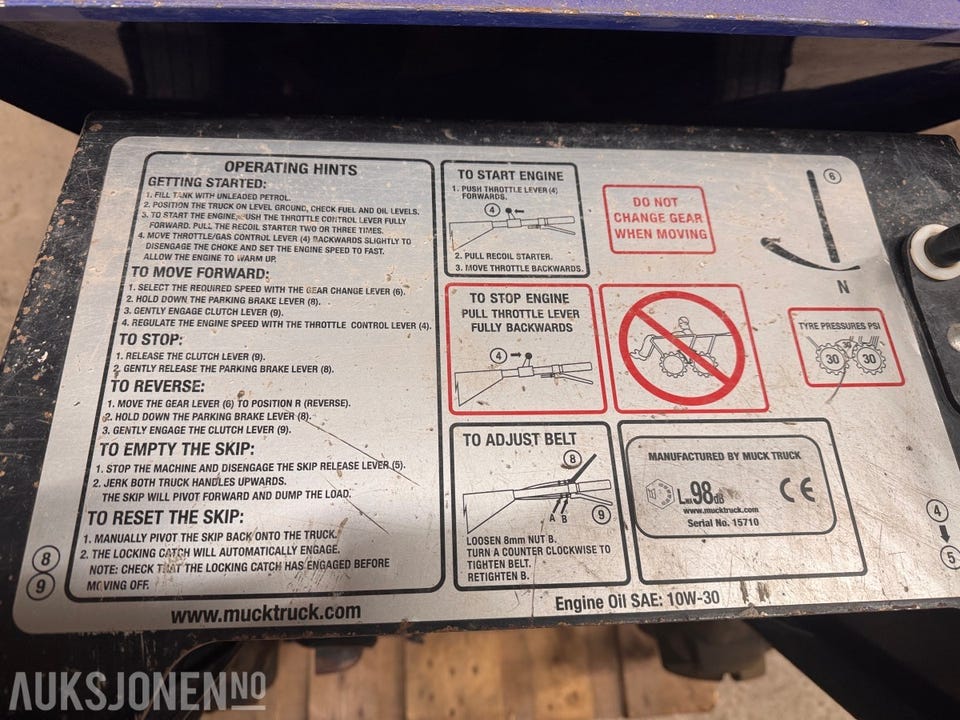 OPERATING HINTS
GETTING STARTED:
1. FILL TANK WITH UNLEADED PETROL.
2. POSITION THE TRUCK ON LEVEL GROUND, CHECK FUEL AND OIL LEVELS.
3. TO START THE ENGINE, PUSH THE THROTTLE CONTROL LEVER FULLY
FORWARD. PULL THE RECOIL STARTER TWO OR THREE TIMES.
4. MOVE THROTTLE/GAS CONTROL LEVER (4) BACKWARDS SLIGHTLY TO
DISENGAGE THE CHOKE AND SET THE ENGINE SPEED TO FAST.
ALLOW THE ENGINE TO WARM UP.
TO MOVE FORWARD:
1. SELECT THE REQUIRED SPEED WITH THE GEAR CHANGE LEVER (6).
2. HOLD DOWN THE PARKING BRAKE LEVER (8).
3. GENTLY ENGAGE CLUTCH LEVER (9).
4. REGULATE THE ENGINE SPEED WITH THE THROTTLE CONTROL LEVER (4).
TO STOP:
1. RELEASE THE CLUTCH LEVER (9).
2. GENTLY RELEASE THE PARKING BRAKE LEVER (8).
TO REVERSE:
1. MOVE THE GEAR LEVER (6) TO POSITION R (REVERSE).
2. HOLD DOWN THE PARKING BRAKE LEVER (8).
3. GENTLY ENGAGE THE CLUTCH LEVER (9).
TO EMPTY THE SKIP:
1. STOP THE MACHINE AND DISENGAGE THE SKIP RELEASE LEVER (5).
2. JERK BOTH TRUCK HANDLES UPWARDS.
THE SKIP WILL PIVOT FORWARD AND DUMP THE LOAD.
TO RESET THE SKIP:
1. MANUALLY PIVOT THE SKIP BACK ONTO THE TRUCK.
2. THE LOCKING CATCH WILL AUTOMATICALLY ENGAGE.
NOTE: CHECK THAT THE LOCKING CATCH HAS ENGAGED BEFORE
MOVING OFF.
8
9
www.mucktruck.com
TO START ENGINE
1. PUSH THROTTLE LEVER (4)
FORWARDS.
4
2. PULL RECOIL STARTER.
3. MOVE THROTTLE BACKWARDS.
DO NOT
CHANGE GEAR
WHEN MOVING
6
N
TO STOP ENGINE
PULL THROTTLE LEVER
FULLY BACKWARDS
4
TYRE PRESSURES PSI
30
30
30
TO ADJUST BELT
8
9
A B
LOOSEN 8mm NUT B.
TURN A COUNTER CLOCKWISE TO
TIGHTEN BELT.
RETIGHTEN B.
MANUFACTURED BY MUCK TRUCK
LWA 98dB
CE
www.mucktruck.com
Serial No. 15710
4
5
Engine Oil SAE: 10W-30
AUKSJONEN NO